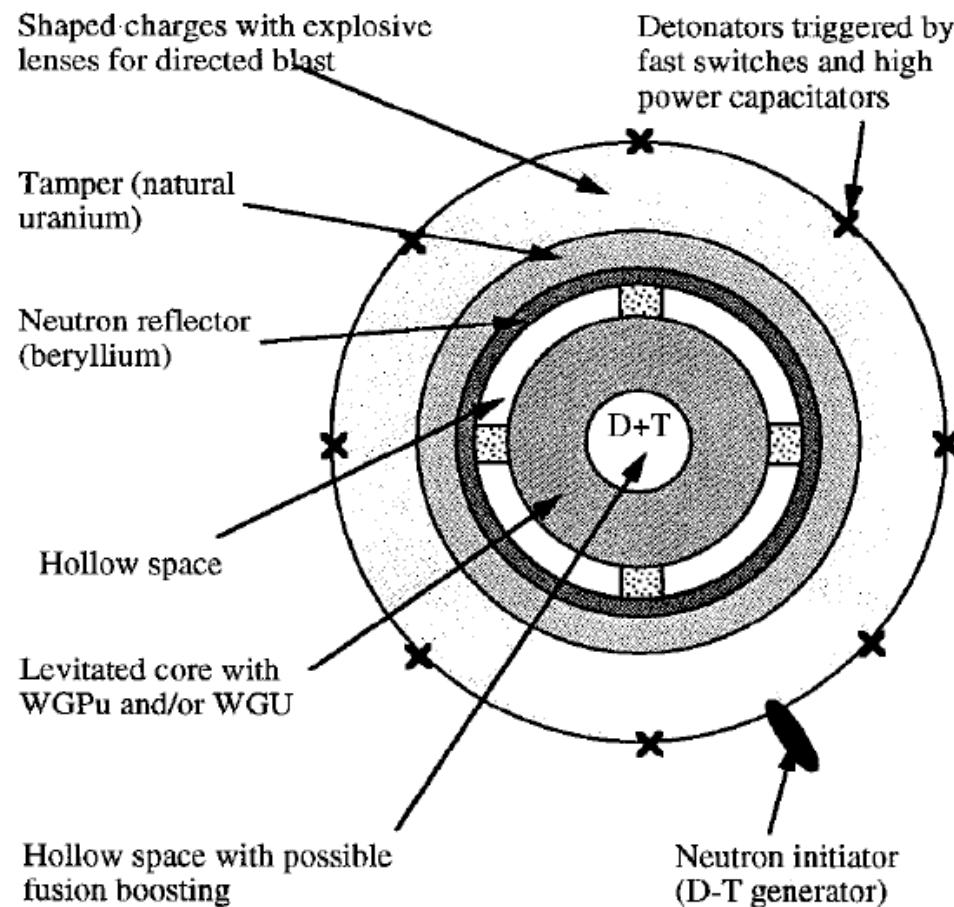 Shaped charges with explosive
lenses for directed blast
Detonators triggered by
fast switches and high
power capacitators
Tamper (natural
uranium)
Neutron reflector
(beryllium)
D+T
Hollow space
Levitated core with
WGPu and/or WGU
Hollow space with possible
fusion boosting
Neutron initiator
(D-T generator)